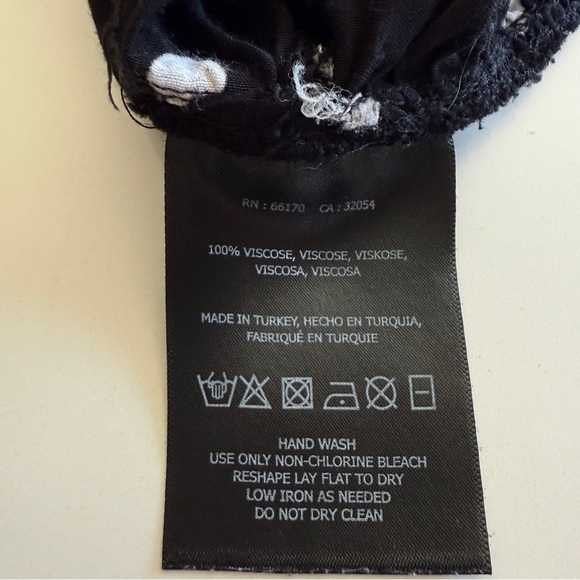 RN : 66170 CA : 32054
100% VISCOSE, VISCOSE, VISKOSE,
VISCOSA, VISCOSA
MADE IN TURKEY, HECHO EN TURQUIA,
FABRIQUÉ EN TURQUIE
HAND WASH
USE ONLY NON-CHLORINE BLEACH
RESHAPE LAY FLAT TO DRY
LOW IRON AS NEEDED
DO NOT DRY CLEAN